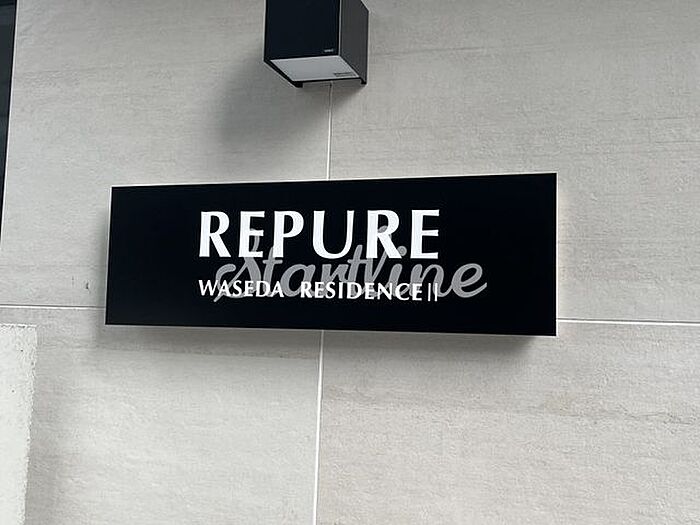 REPURE
Startline
WASEDA RESIDENCE II